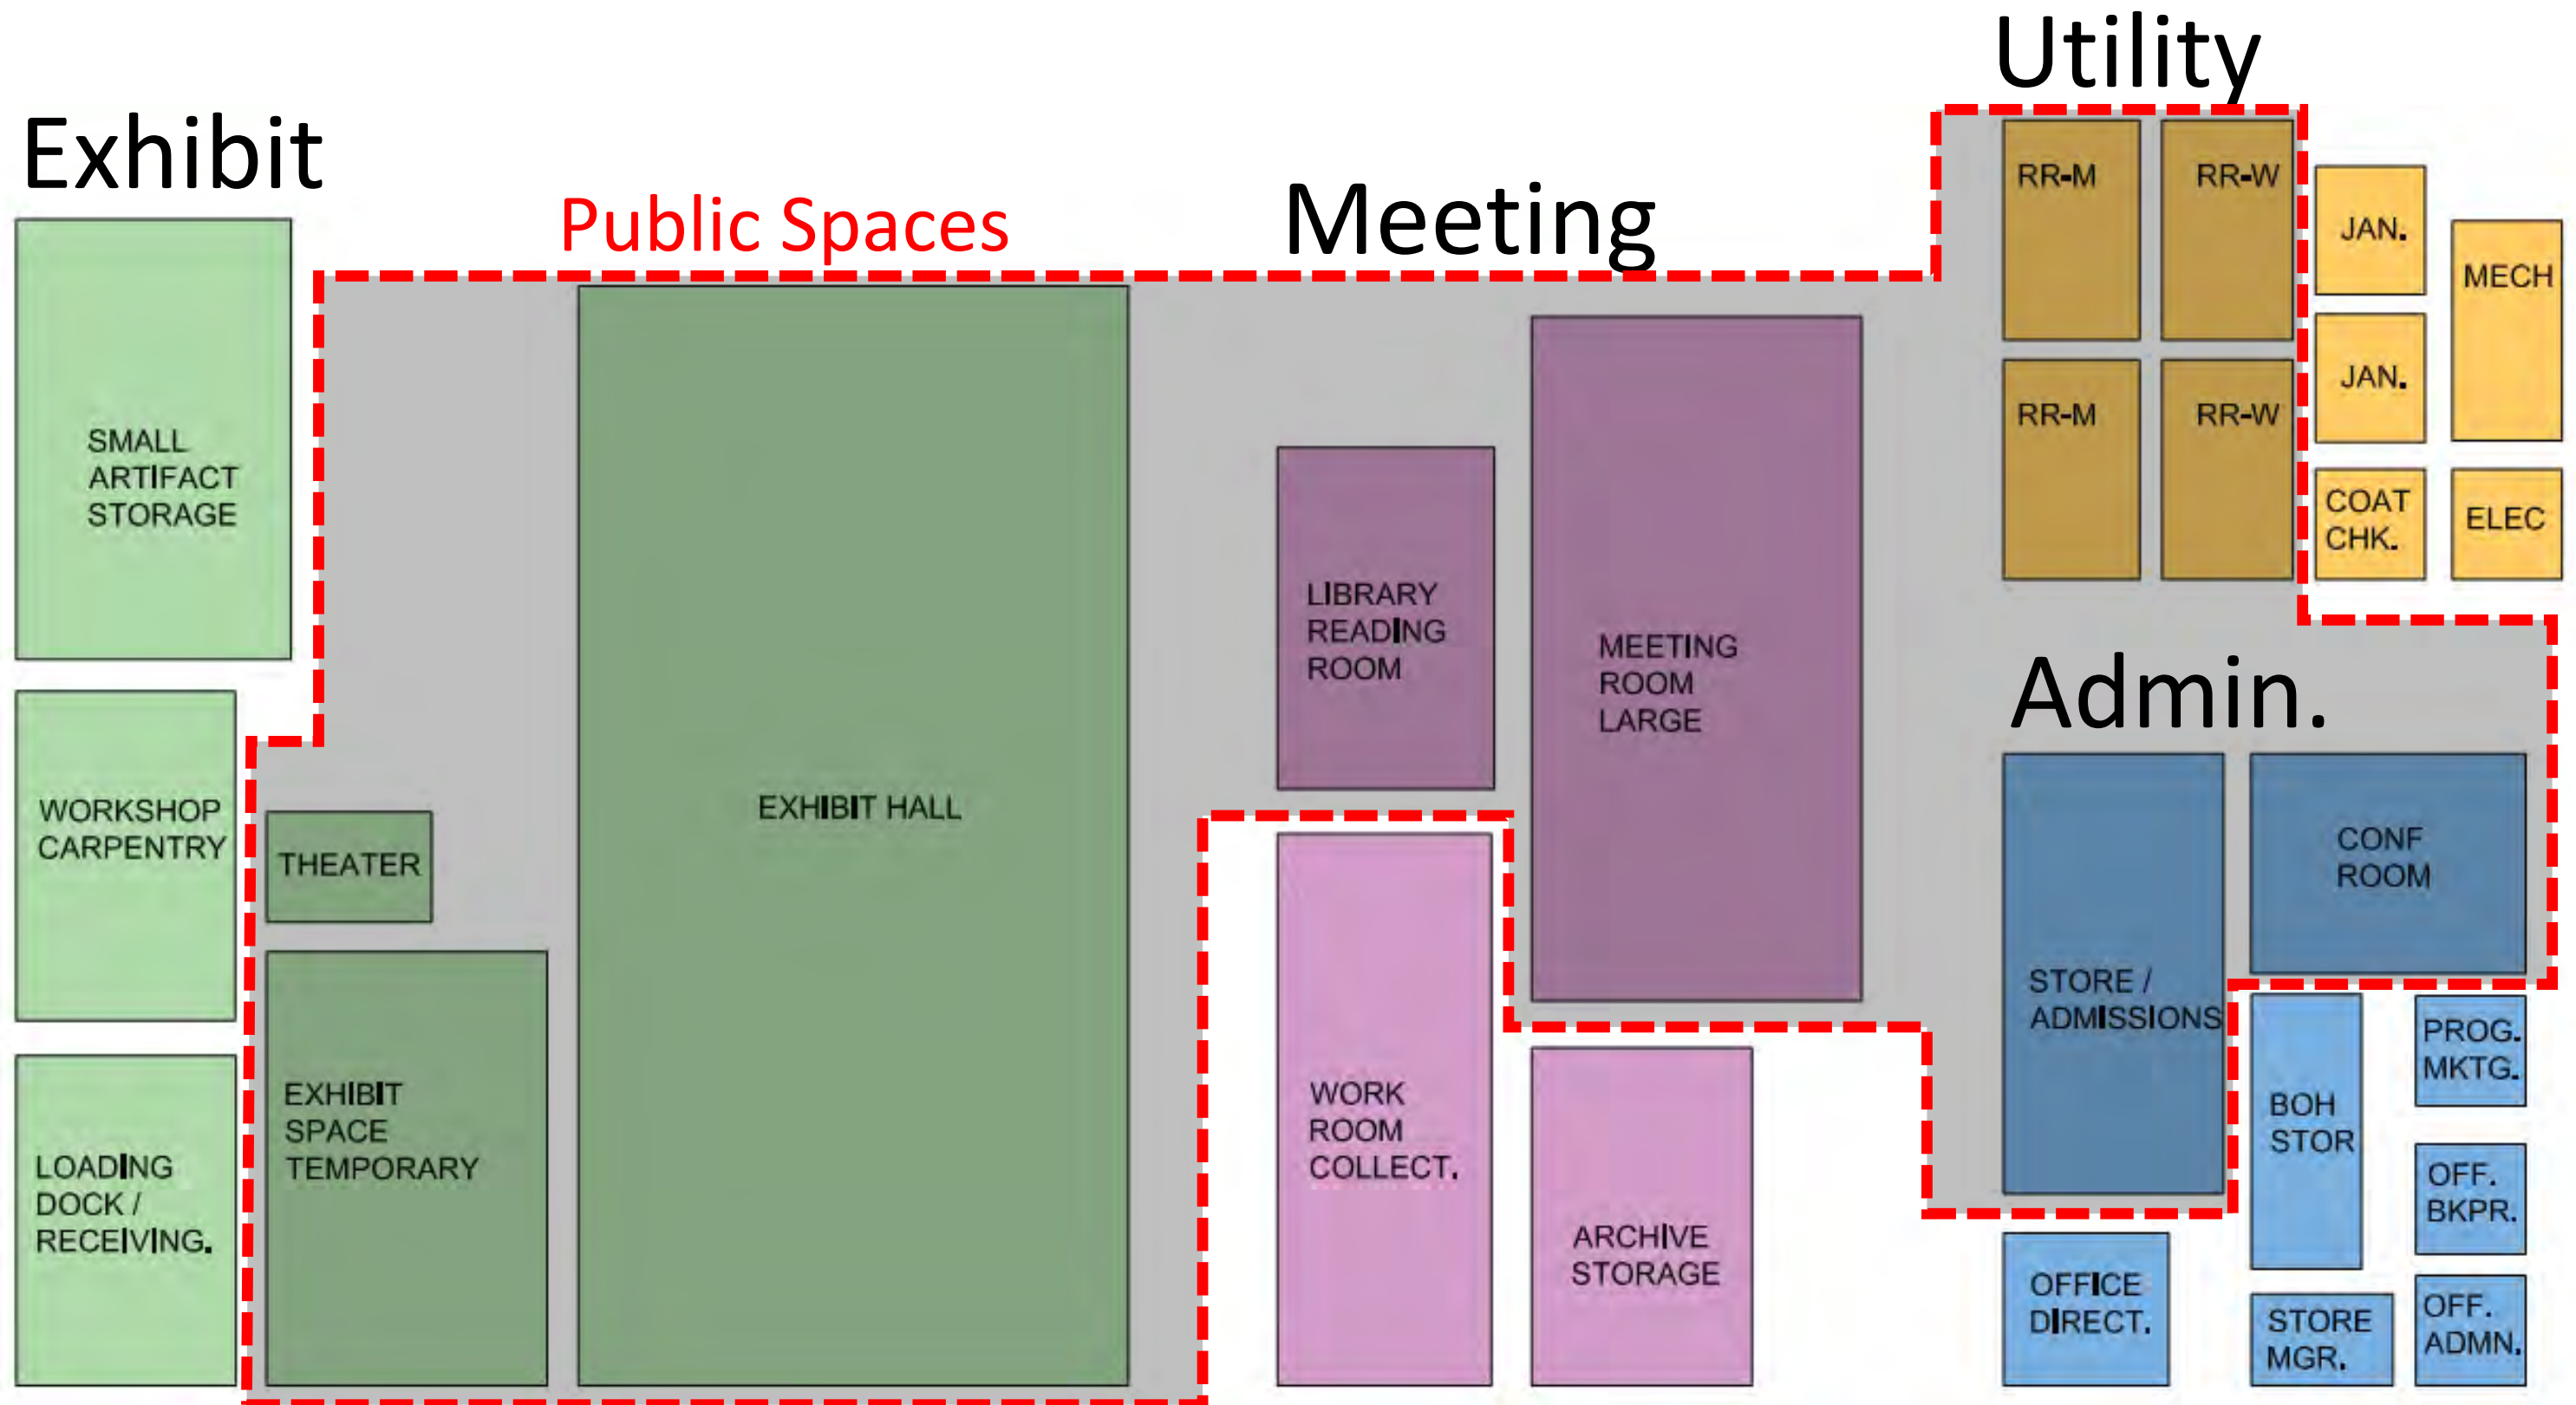 Exhibit
SMALL
ARTIFACT
STORAGE
WORKSHOP
CARPENTRY
LOADING
DOCK /
RECEIVING.
Public Spaces
THEATER
EXHIBIT
SPACE
TEMPORARY
EXHIBIT HALL
Meeting
LIBRARY
READING
ROOM
MEETING
ROOM
LARGE
WORK
ROOM
COLLECT.
ARCHIVE
STORAGE
Utility
RR-M
RR-W
RR-M
RR-W
JAN.
JAN.
COAT
CHK.
MECH
ELEC
Admin.
STORE /
ADMISSIONS
CONF
ROOM
BOH
STOR
PROG.
MKTG.
OFF.
BKPR.
OFFICE
DIRECT.
STORE
MGR.
OFF.
ADMN.